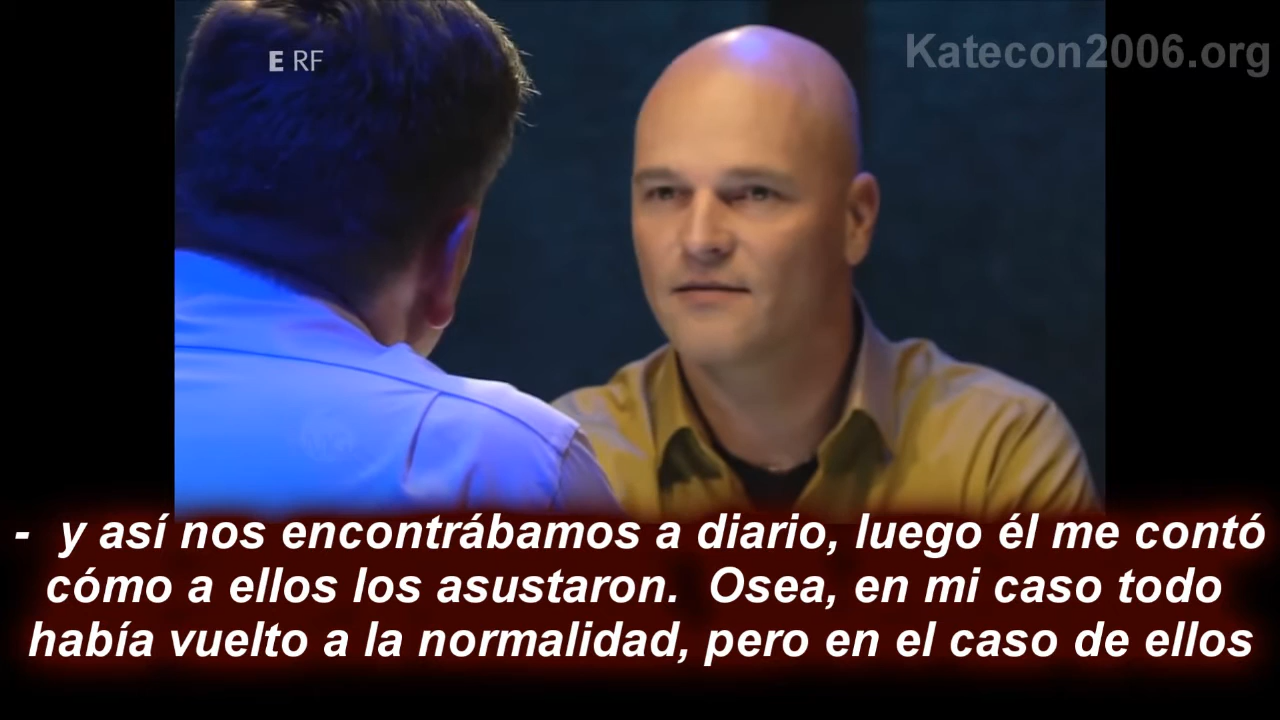 E RF
Katecon2006.org
- y así nos encontrábamos a diario, luego él me contó
cómo a ellos los asustaron. Osea, en mi caso todo
había vuelto a la normalidad, pero en el caso de ellos